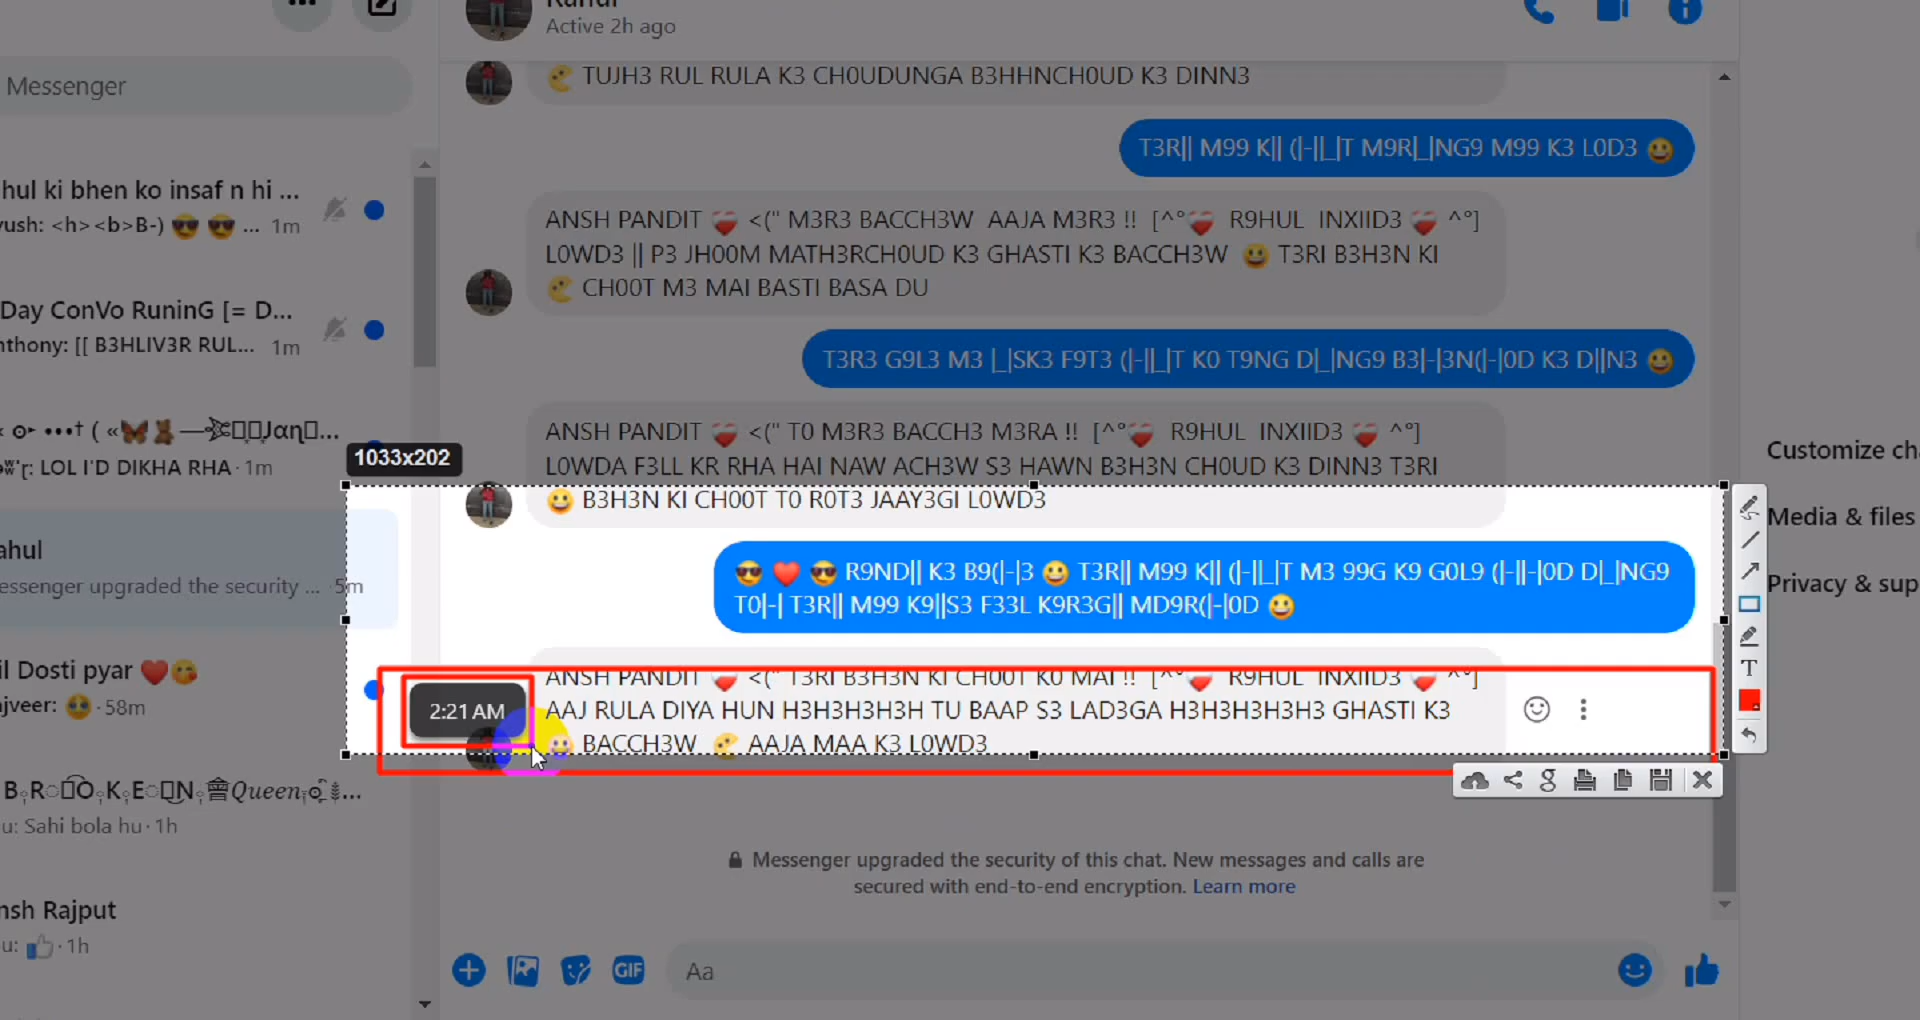 Active 2h ago
Messenger
TUJH3 RUL RULA K3 CH0UDUNGA B3HHNCH0UD K3 DINN3
T3R|| M99 K|| (|-||_|T M9R|_|NG9 M99 K3 L0D3 😀
hul ki bhen ko insaf n hi ...
yush: <h><b>B-) 😎 😎 ... 1m
ANSH PANDIT ❤️‍🩹 <(" M3R3 BACCH3W AAJA M3R3 !! [^°❤️‍🩹 R9HUL INXIID3 ❤️‍🩹 ^°]
L0WD3 || P3 JH00M MATH3RCH0UD K3 GHASTI K3 BACCH3W 😀 T3RI B3H3N KI
CH00T M3 MAI BASTI BASA DU
Day ConVo RuninG [= D...
nthony: [[ B3HLIV3R RUL... 1m
T3R3 G9L3 M3 |_|SK3 F9T3 (|-||_|T K0 T9NG D|_|NG9 B3|-|3N(|-|0D K3 D||N3 😀
LOL I'D DIKHA RHA · 1m
ANSH PANDIT ❤️‍🩹 <(" T0 M3R3 BACCH3 M3RA !! [^°❤️‍🩹 R9HUL INXIID3 ❤️‍🩹 ^°]
L0WDA F3LL KR RHA HAI NAW ACH3W S3 HAWN B3H3N CH0UD K3 DINN3 T3RI
😀 B3H3N KI CH00T T0 R0T3 JAAY3GI L0WD3
1033x202
Customize cha
Media & files
Privacy & sup
ahul
essenger upgraded the security ... · 5m
😎 ❤️ 😎 R9ND|| K3 B9(|-|3 😀 T3R|| M99 K|| (|-||_|T M3 99G K9 G0L9 (|-||-|0D D|_|NG9
T0|-| T3R|| M99 K9||S3 F33L K9R3G|| MD9R(|-|0D 😀
il Dosti pyar ❤️😋
ajveer: 🥹 · 58m
2:21 AM
ANSH PANDIT ❤️‍🩹 <(" T3RI B3H3N KI CH00T K0 MAI !! [^°❤️‍🩹 R9HUL INXIID3 ❤️‍🩹 ^°]
AAJ RULA DIYA HUN H3H3H3H3H TU BAAP S3 LAD3GA H3H3H3H3H3 GHASTI K3
😀 BACCH3W AAJA MAA K3 L0WD3
u: Sahi bola hu · 1h
Messenger upgraded the security of this chat. New messages and calls are
secured with end-to-end encryption. Learn more
nsh Rajput
u: 👍 · 1h
GIF
Aa